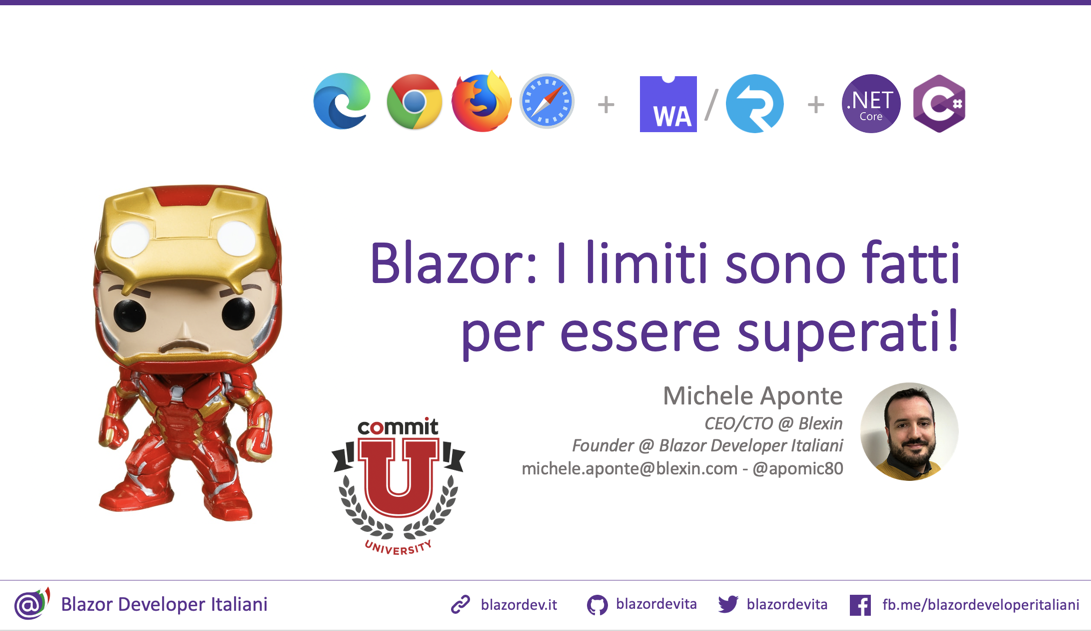 WA
.NET
Core
C#
Blazor: I limiti sono fatti
per essere superati!
Michele Aponte
CEO/CTO @ Blexin
Founder @ Blazor Developer Italiani
michele.aponte@blexin.com - @apomic80
commit
U
UNIVERSITY
@ Blazor Developer Italiani
blazordev.it
blazordevita
blazordevita
fb.me/blazordeveloperitaliani